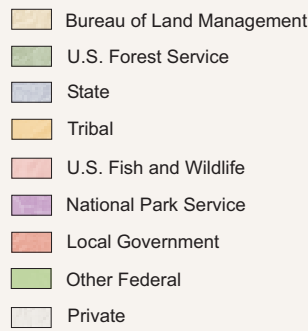 Bureau of Land Management
U.S. Forest Service
State
Tribal
U.S. Fish and Wildlife
National Park Service
Local Government
Other Federal
Private